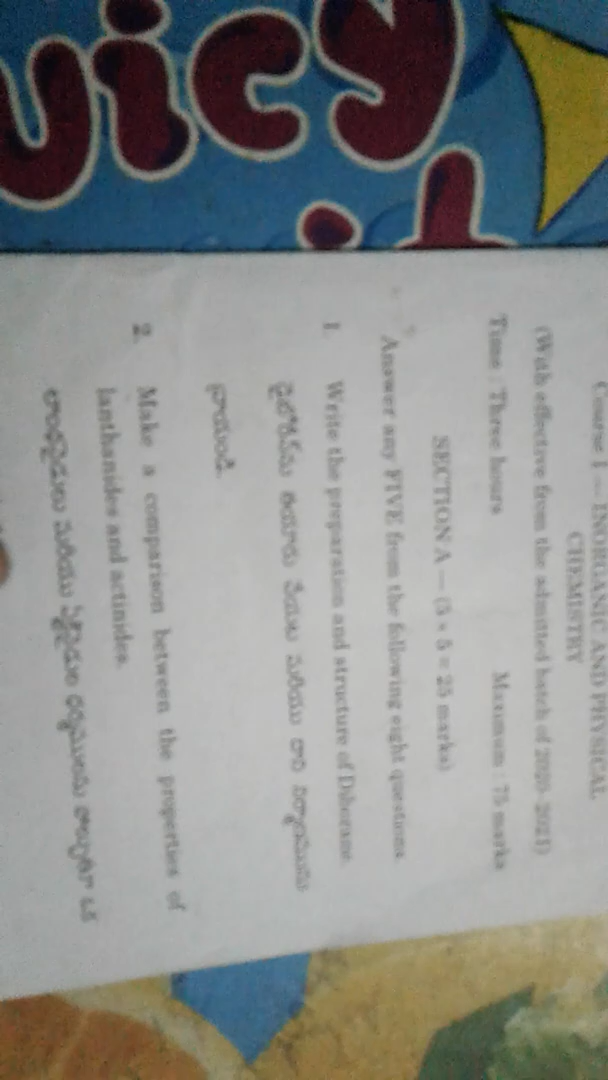 uicy
Course I — INORGANIC AND PHYSICAL
CHEMISTRY
(With effective from the admitted batch of 2020–2021)
Time : Three hours Maximum : 75 marks
SECTION A — (5 × 5 = 25 marks)
Answer any FIVE from the following eight questions
1. Write the preparation and structure of Diborane.
డైబోరేను తయారు చేయుట మరియు దాని నిర్మాణమును
వ్రాయండి.
2. Make a comparison between the properties of
lanthanides and actinides.
మరియు ధర్మములను